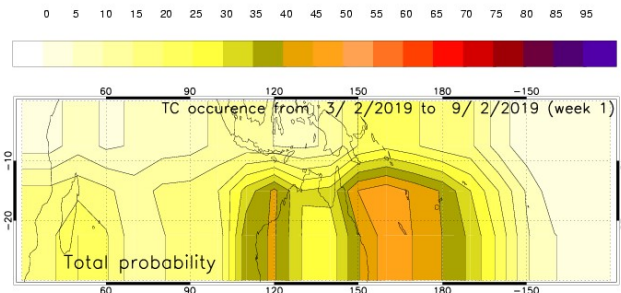 0 5 10 15 20 25 30 35 40 45 50 55 60 65 70 75 80 85 90 95
60 90 120 150 180 -150
TC occurence from 3/ 2/2019 to 9/ 2/2019 (week 1)
-10
-20
Total probability
60 90 120 150 180 -150